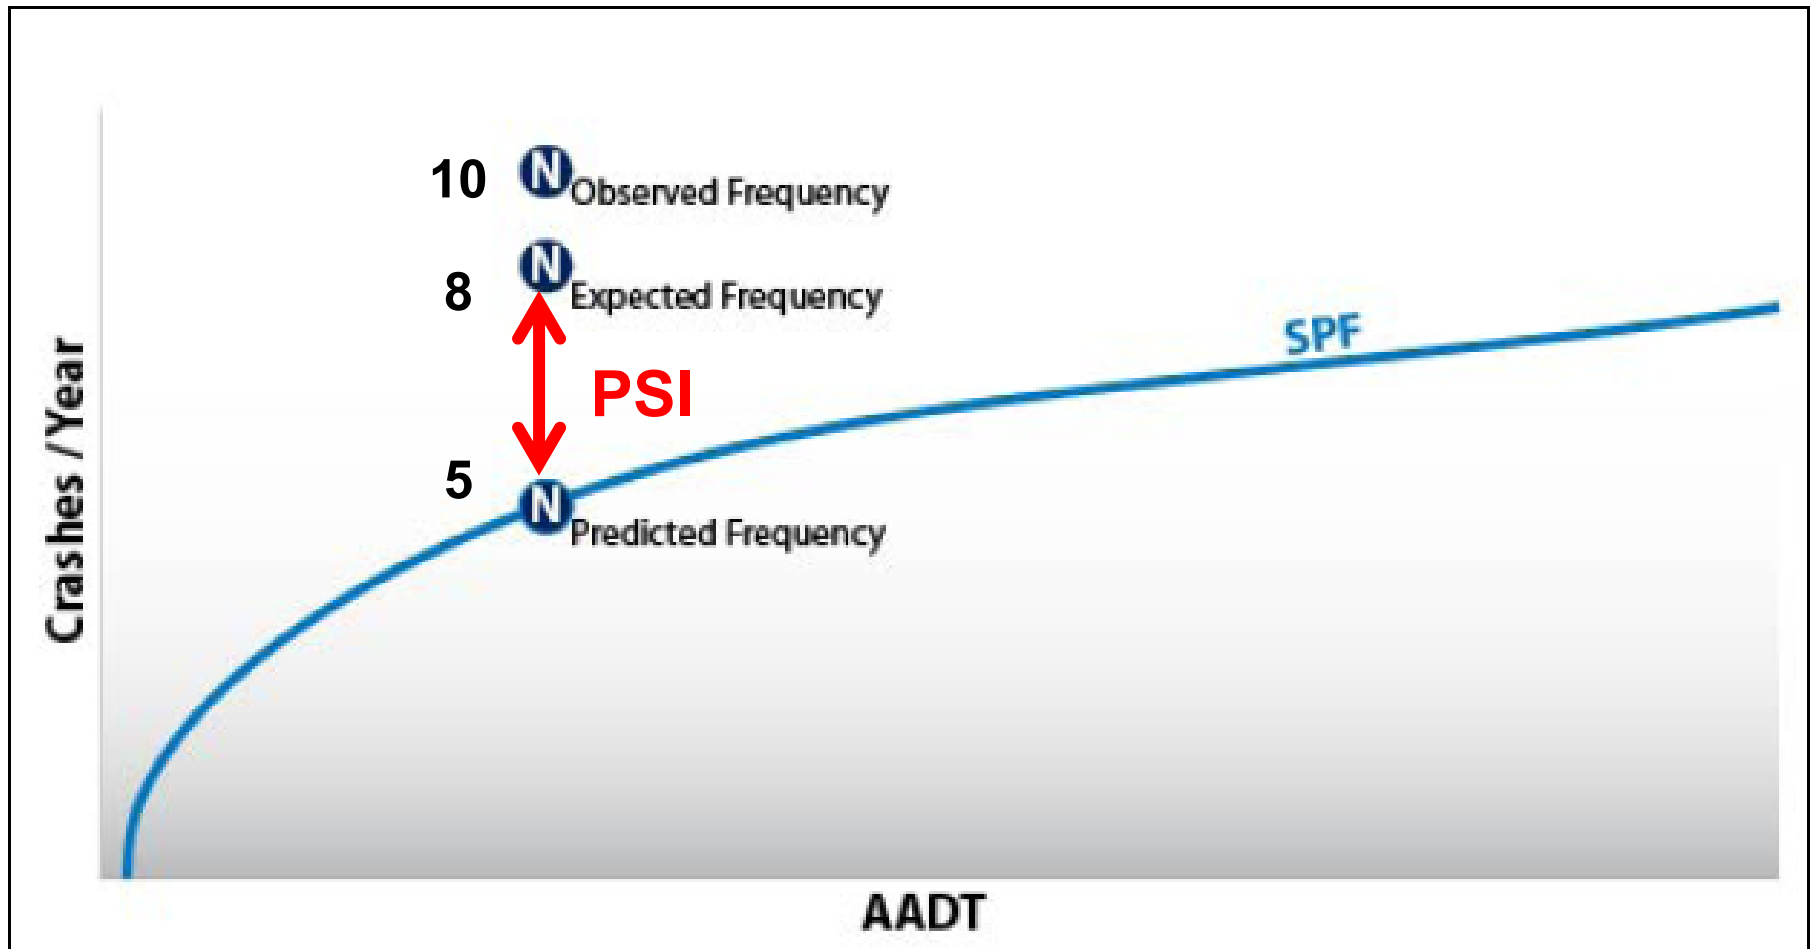 10
N Observed Frequency
N
8
Expected Frequency
PSI
SPF
5
N
Predicted Frequency
Crashes /Year
AADT